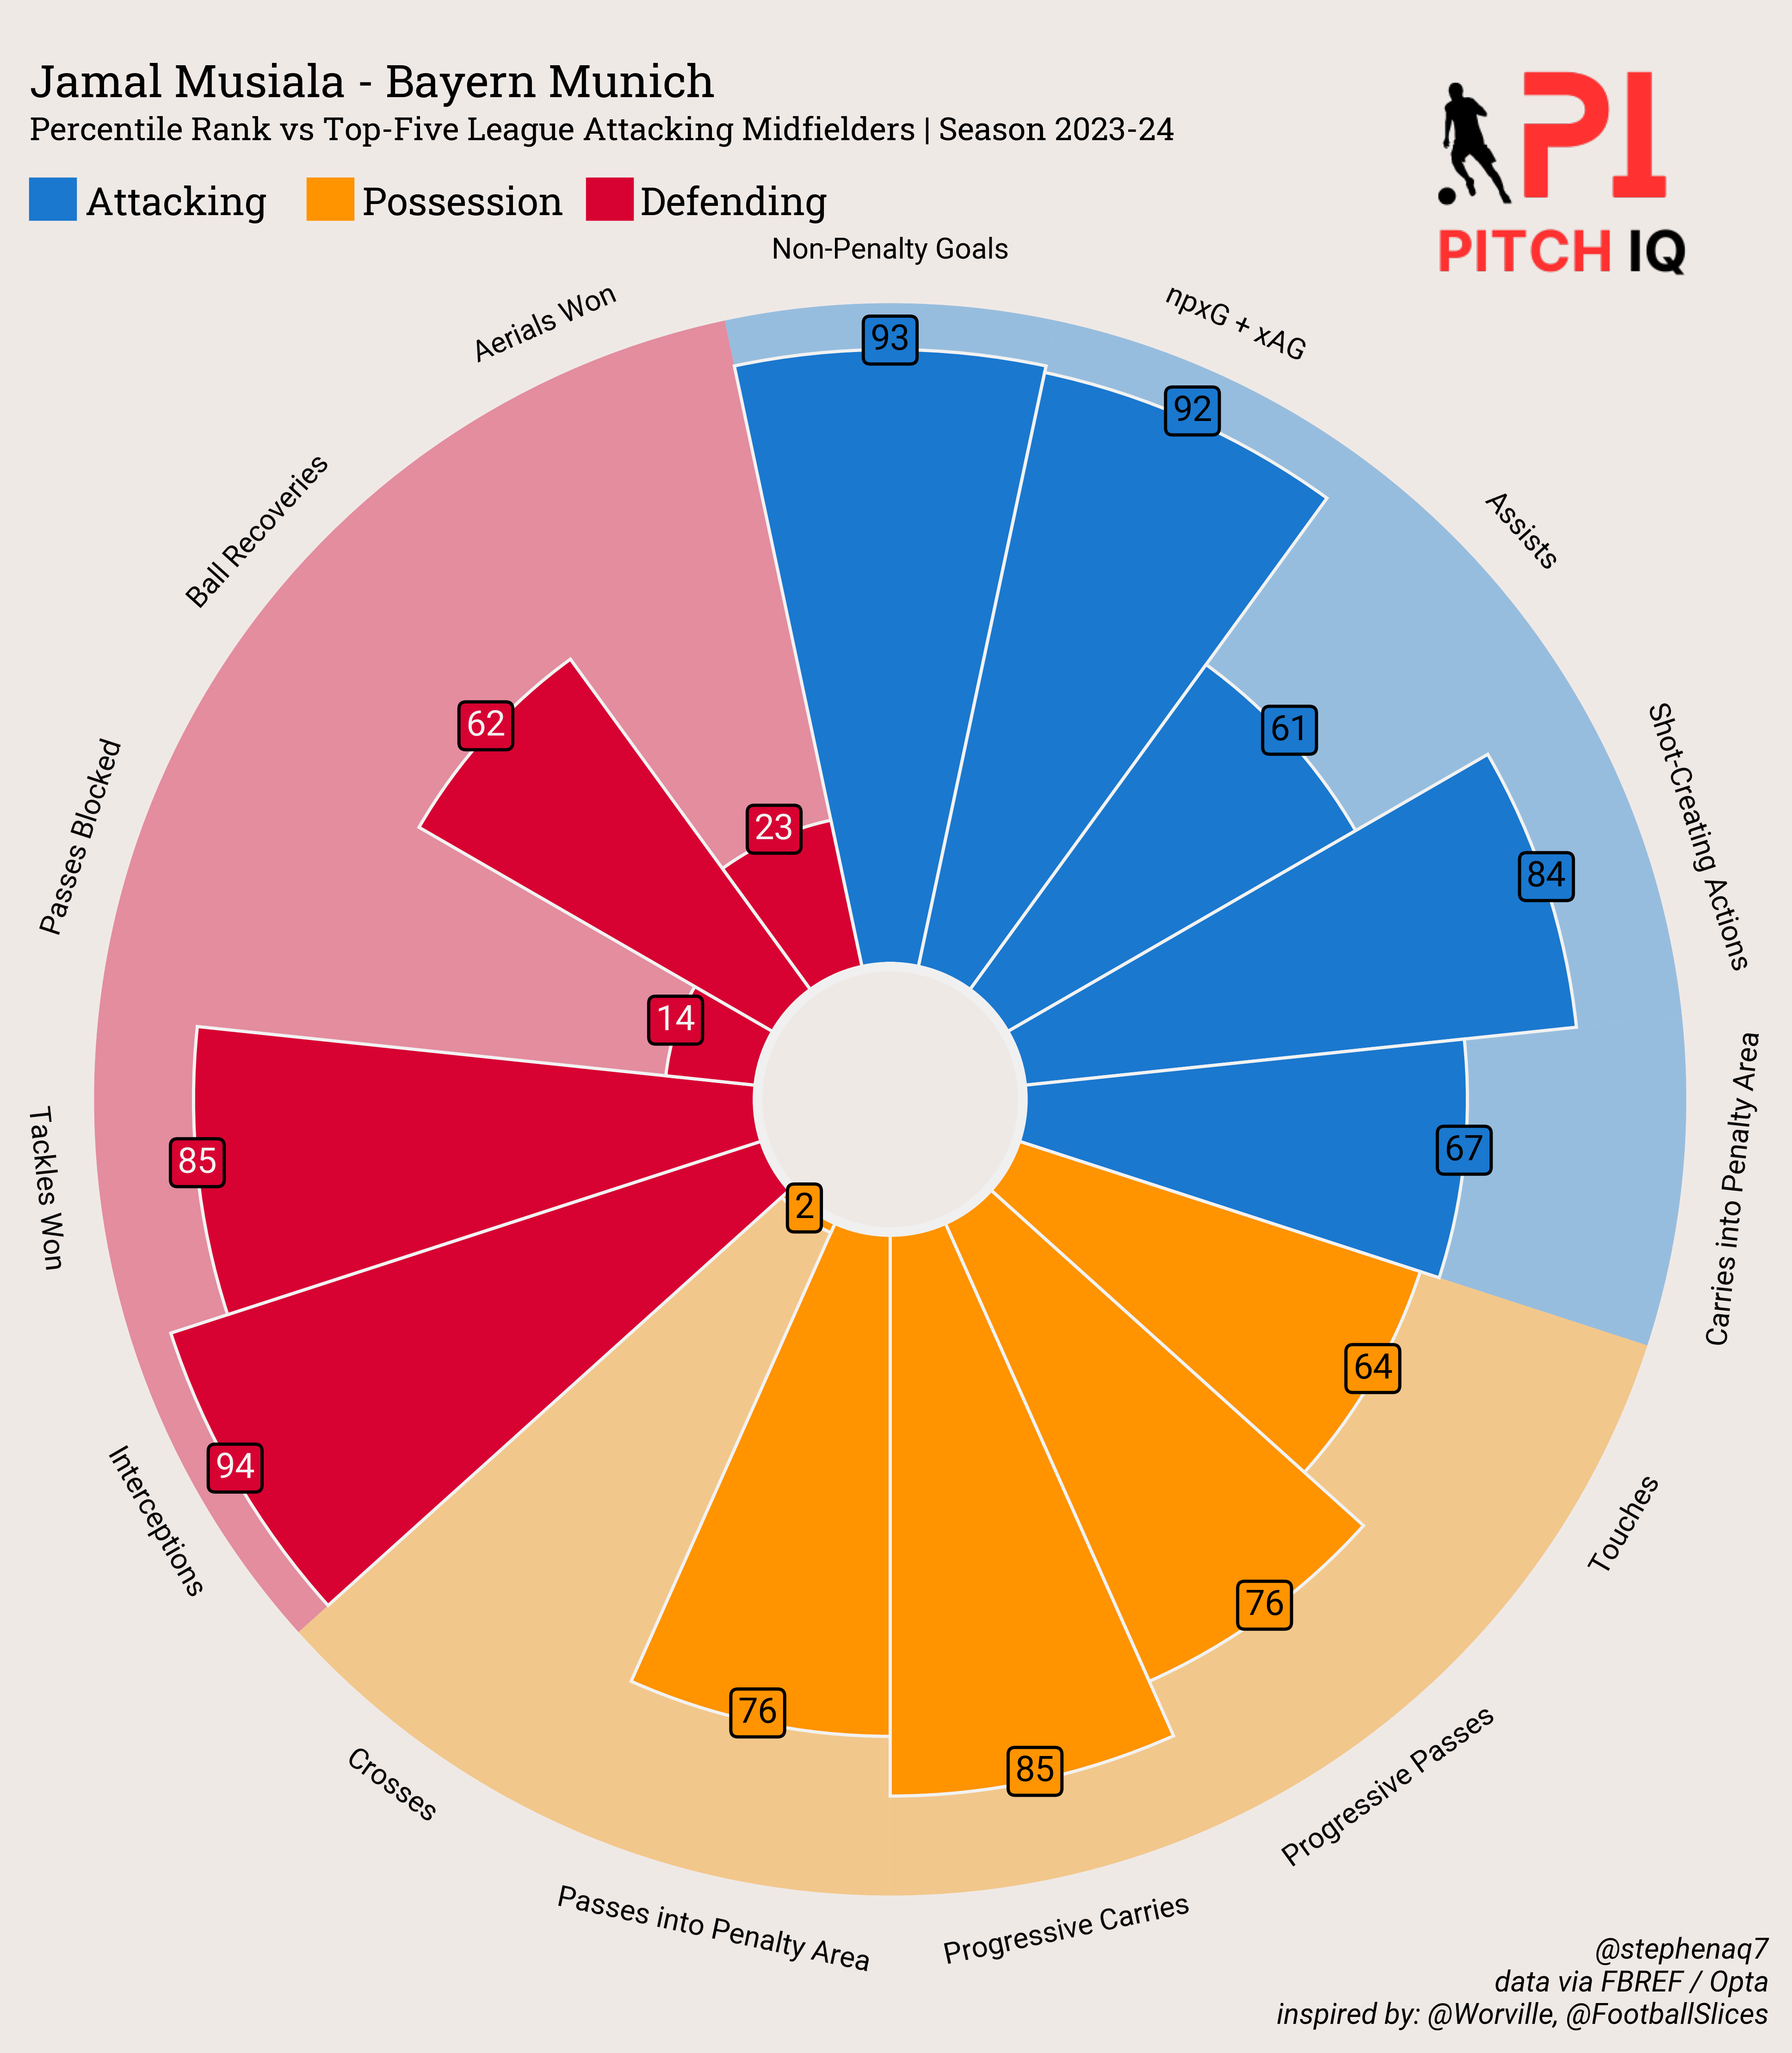 Jamal Musiala - Bayern Munich
Percentile Rank vs Top-Five League Attacking Midfielders | Season 2023-24
Attacking
Possession
Defending
PI
PITCH IQ
Non-Penalty Goals
93
npxG + xAG
92
Assists
61
Shot-Creating Actions
84
Carries into Penalty Area
67
Touches
64
Progressive Passes
76
Progressive Carries
85
Passes into Penalty Area
76
Crosses
2
Interceptions
94
Tackles Won
85
Passes Blocked
14
Ball Recoveries
62
Aerials Won
23
@stephenaq7
data via FBREF / Opta
inspired by: @Worville, @FootballSlices